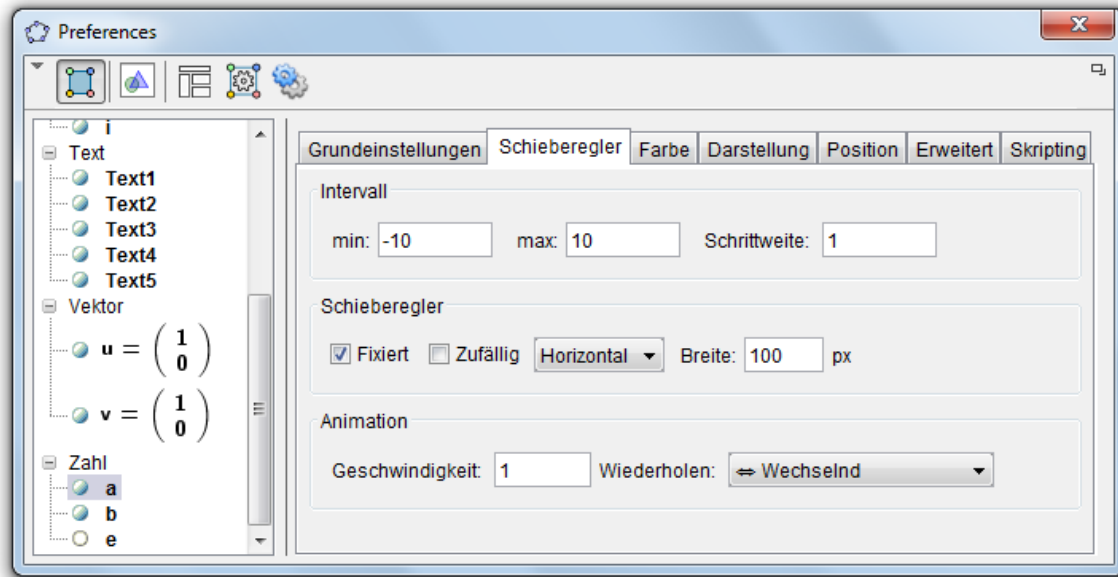 Preferences
i
Text
Text1
Text2
Text3
Text4
Text5
Vektor
u = ( 1 0 )
v = ( 1 0 )
Zahl
a
b
e
Grundeinstellungen Schieberegler Farbe Darstellung Position Erweitert Skripting
Intervall
min: -10 max: 10 Schrittweite: 1
Schieberegler
Fixiert Zufällig Horizontal Breite: 100 px
Animation
Geschwindigkeit: 1 Wiederholen: ⇔ Wechselnd